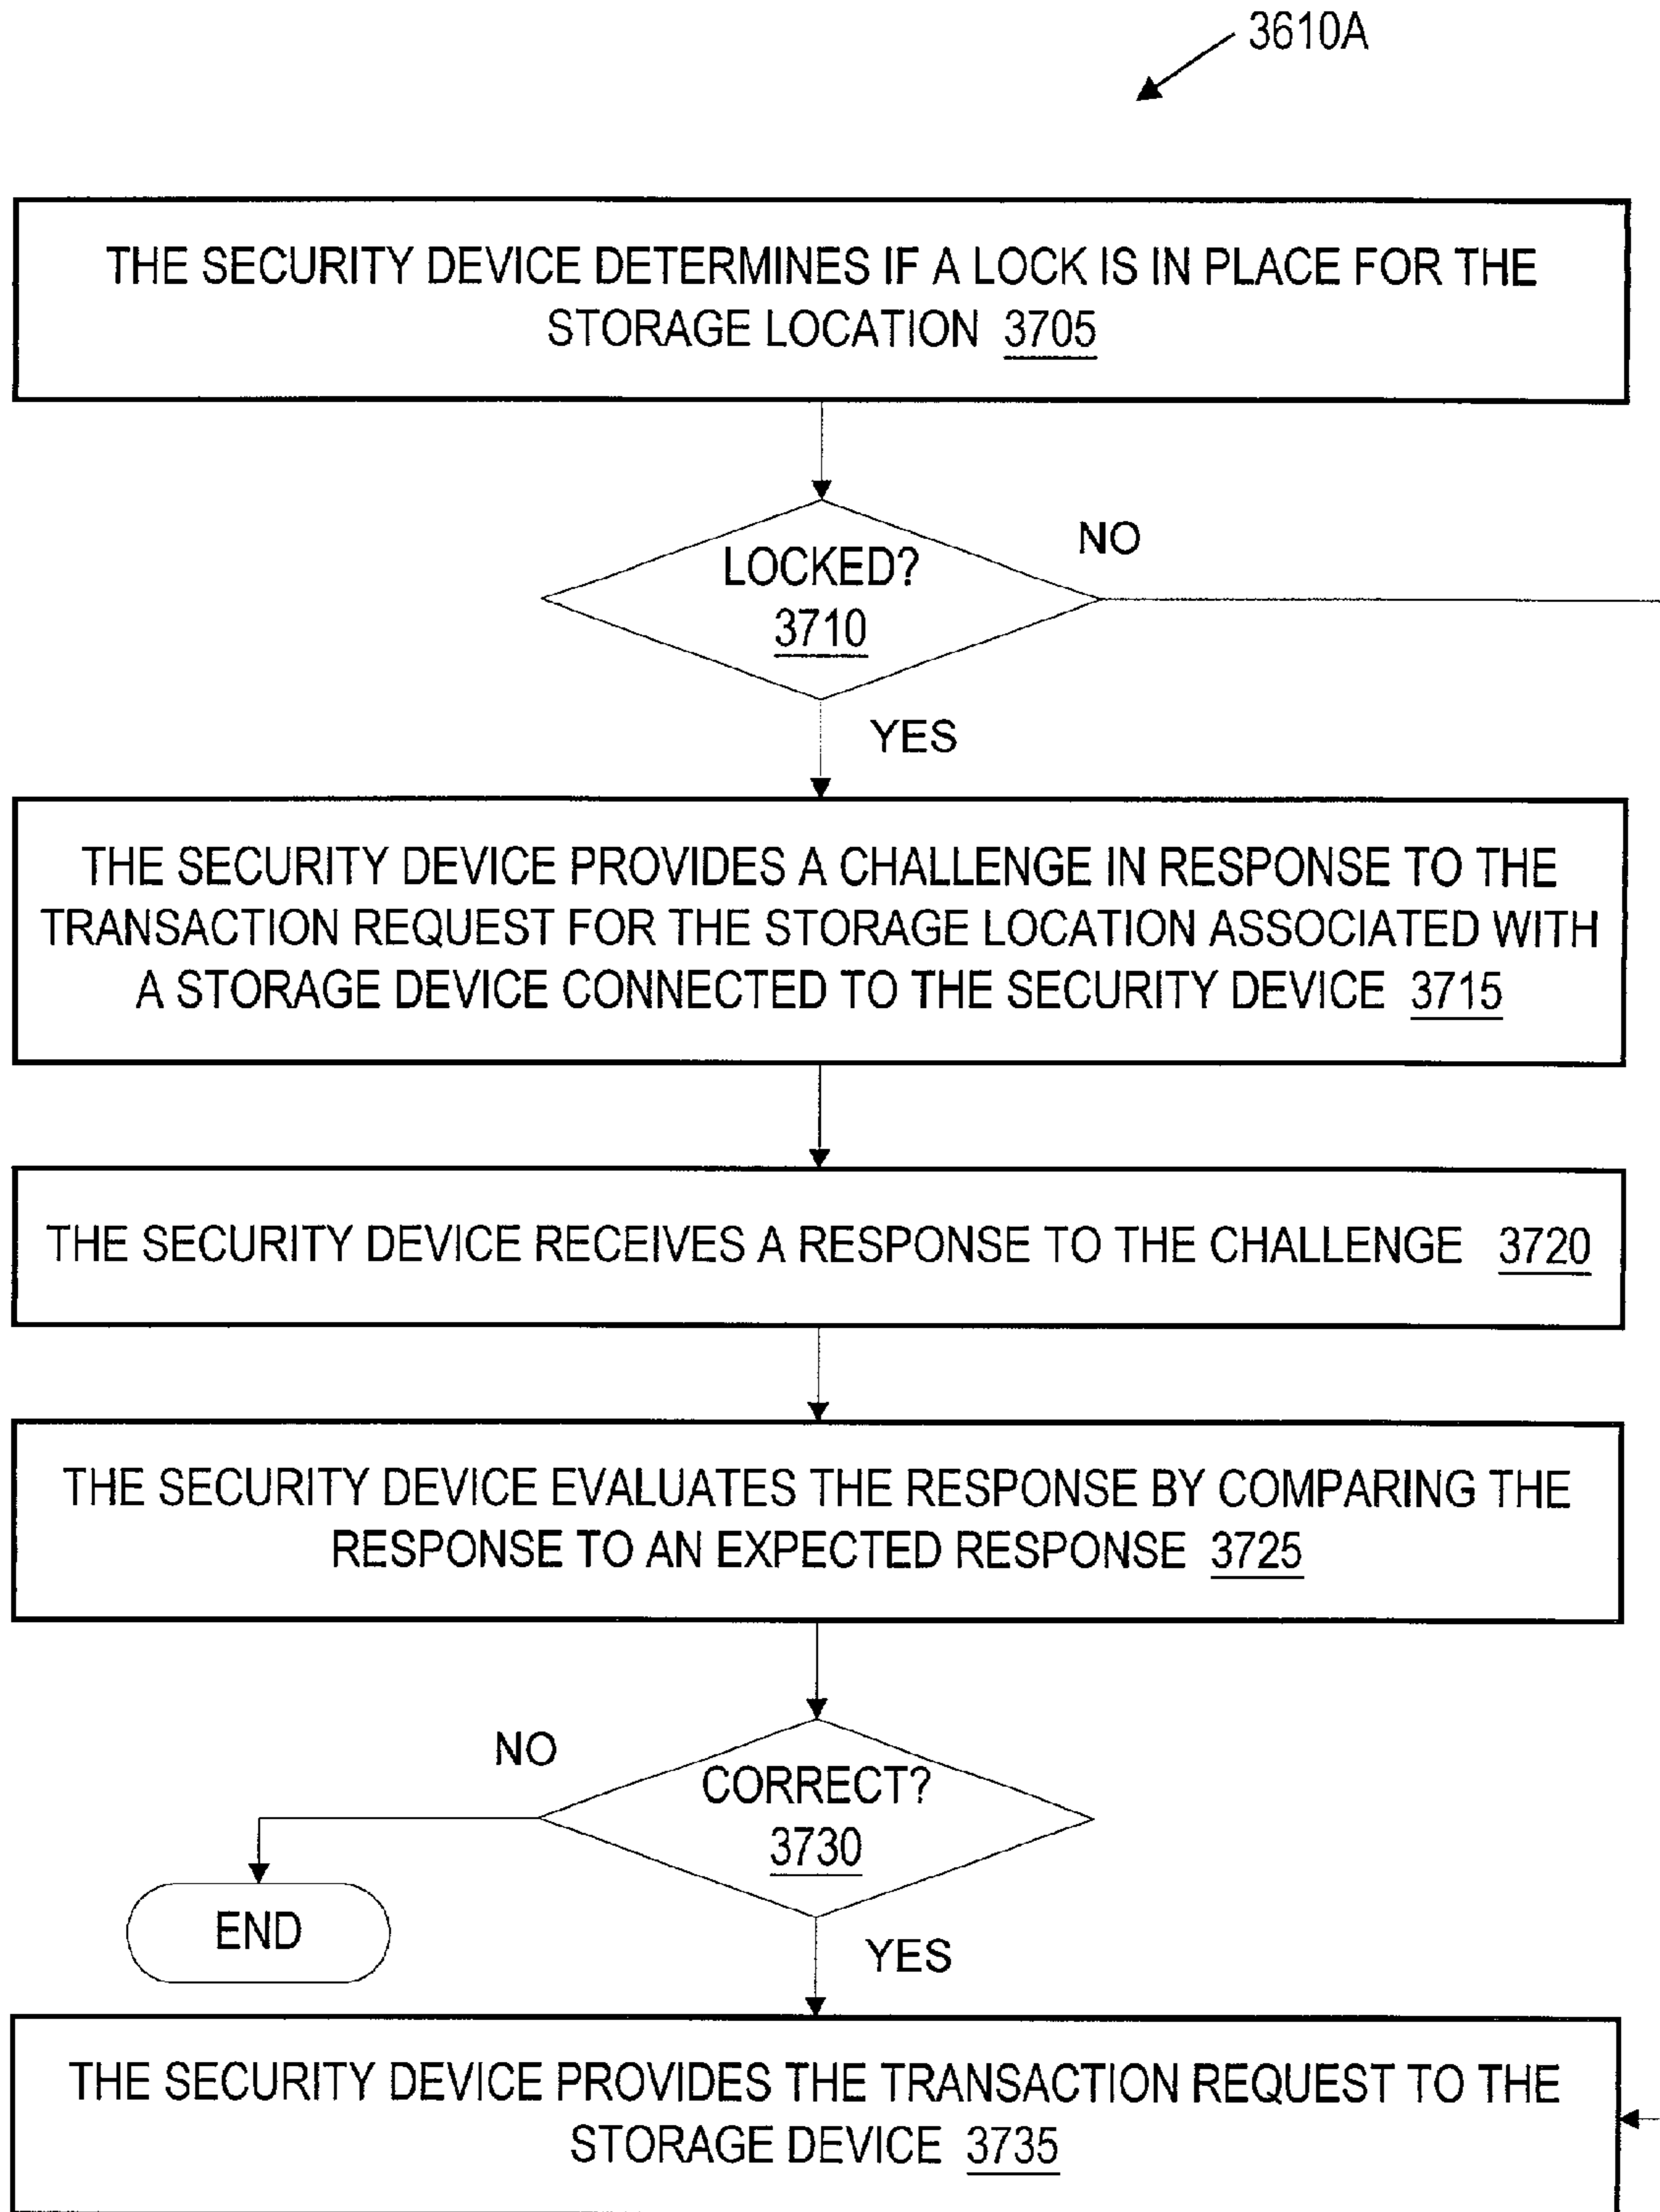 3610A
THE SECURITY DEVICE DETERMINES IF A LOCK IS IN PLACE FOR THE
STORAGE LOCATION 3705
LOCKED?
3710
NO
YES
THE SECURITY DEVICE PROVIDES A CHALLENGE IN RESPONSE TO THE
TRANSACTION REQUEST FOR THE STORAGE LOCATION ASSOCIATED WITH
A STORAGE DEVICE CONNECTED TO THE SECURITY DEVICE 3715
THE SECURITY DEVICE RECEIVES A RESPONSE TO THE CHALLENGE 3720
THE SECURITY DEVICE EVALUATES THE RESPONSE BY COMPARING THE
RESPONSE TO AN EXPECTED RESPONSE 3725
NO
CORRECT?
3730
END
YES
THE SECURITY DEVICE PROVIDES THE TRANSACTION REQUEST TO THE
STORAGE DEVICE 3735